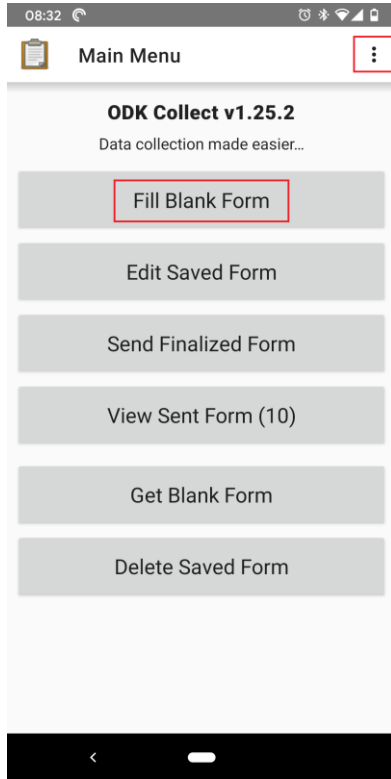 08:32
Main Menu
ODK Collect v1.25.2
Data collection made easier...
Fill Blank Form
Edit Saved Form
Send Finalized Form
View Sent Form (10)
Get Blank Form
Delete Saved Form